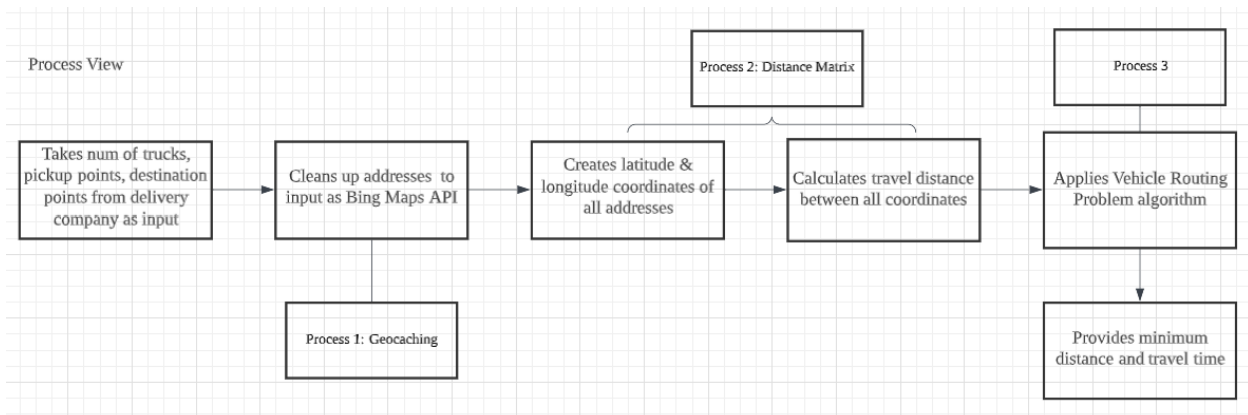 Process View
Process 2: Distance Matrix
Process 3
Takes num of trucks,
pickup points, destination
points from delivery
company as input
Cleans up addresses to
input as Bing Maps API
Creates latitude &
longitude coordinates of
all addresses
Calculates travel distance
between all coordinates
Applies Vehicle Routing
Problem algorithm
Process 1: Geocaching
Provides minimum
distance and travel time